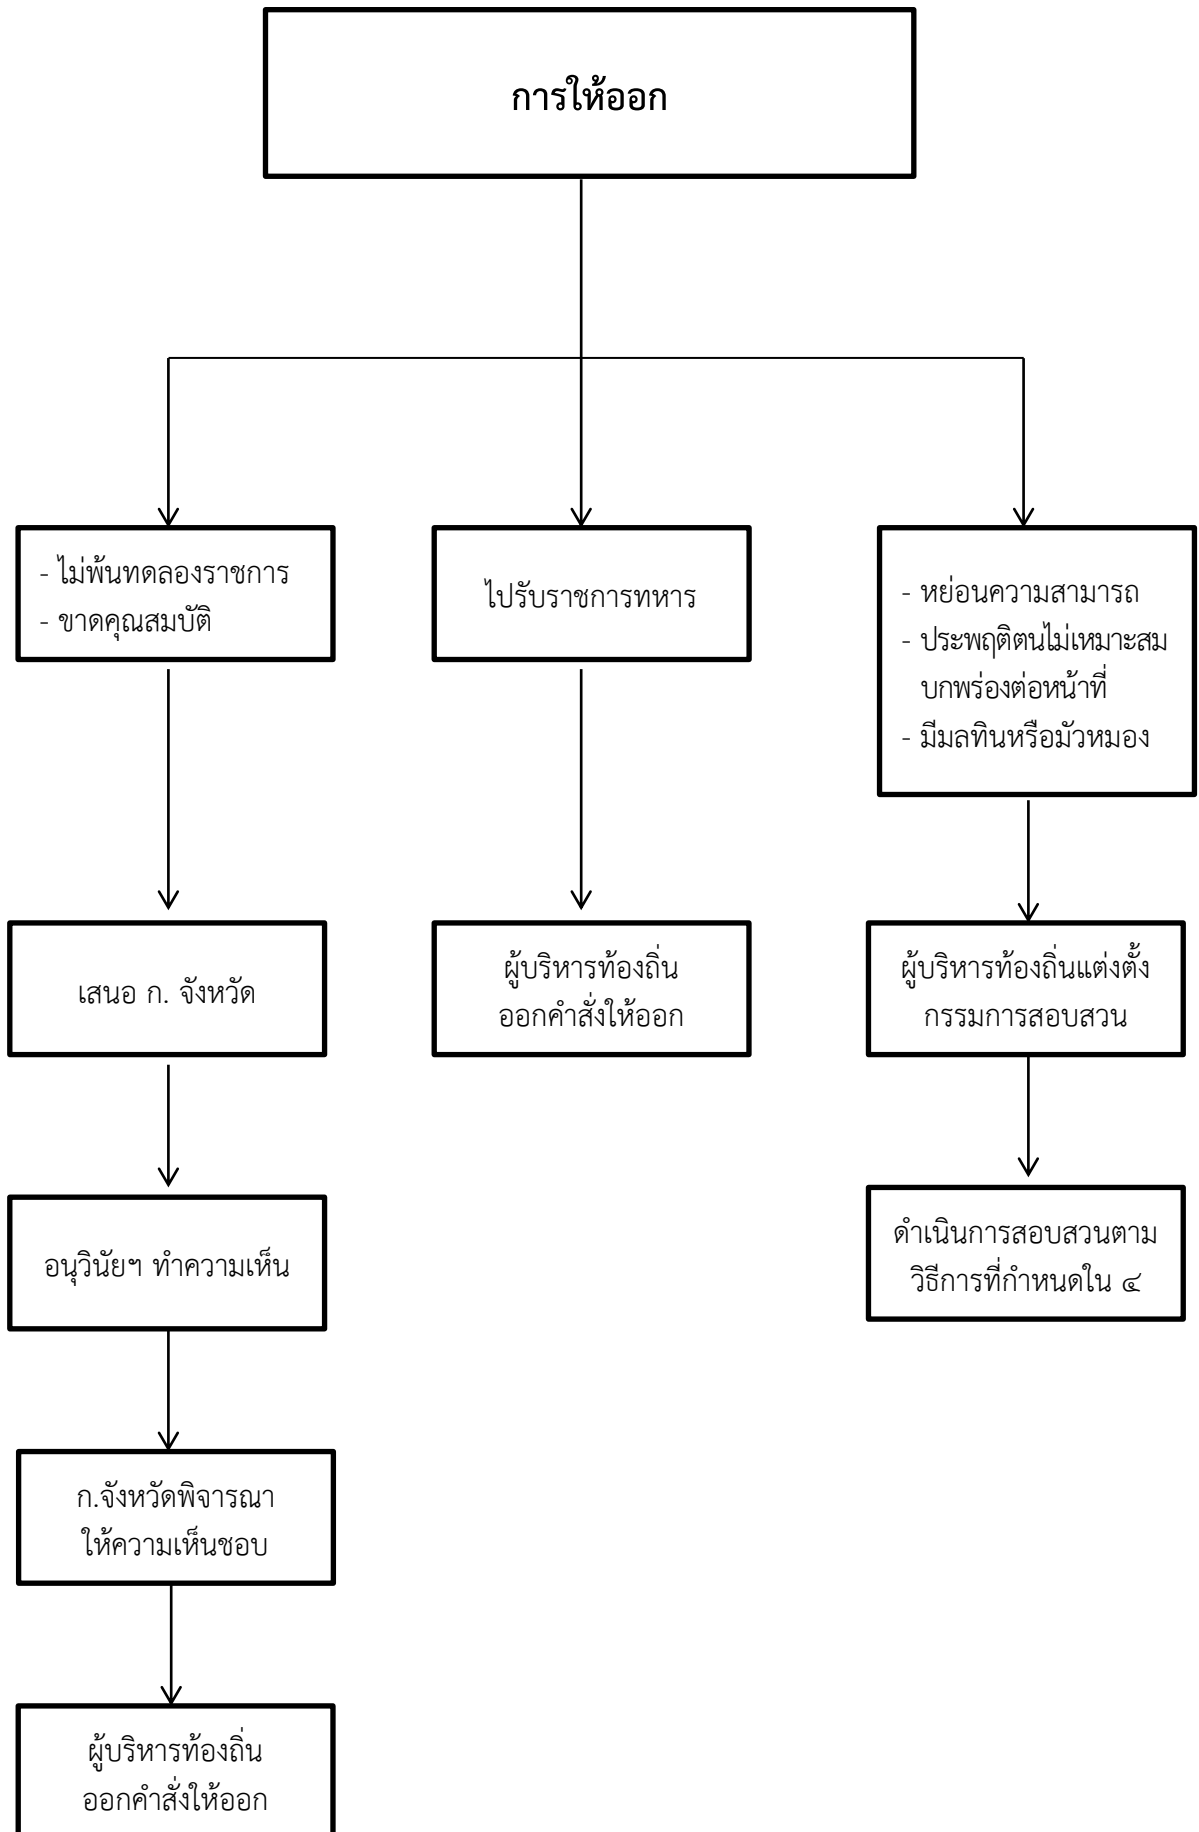 การให้ออก
- ไม่พ้นทดลองราชการ
- ขาดคุณสมบัติ
ไปรับราชการทหาร
- หย่อนความสามารถ
- ประพฤติตนไม่เหมาะสม
บกพร่องต่อหน้าที่
- มีมลทินหรือมัวหมอง
เสนอ ก. จังหวัด
ผู้บริหารท้องถิ่น
ออกคำสั่งให้ออก
ผู้บริหารท้องถิ่นแต่งตั้ง
กรรมการสอบสวน
อนุวินัยฯ ทำความเห็น
ดำเนินการสอบสวนตาม
วิธีการที่กำหนดใน ๔
ก.จังหวัดพิจารณา
ให้ความเห็นชอบ
ผู้บริหารท้องถิ่น
ออกคำสั่งให้ออก